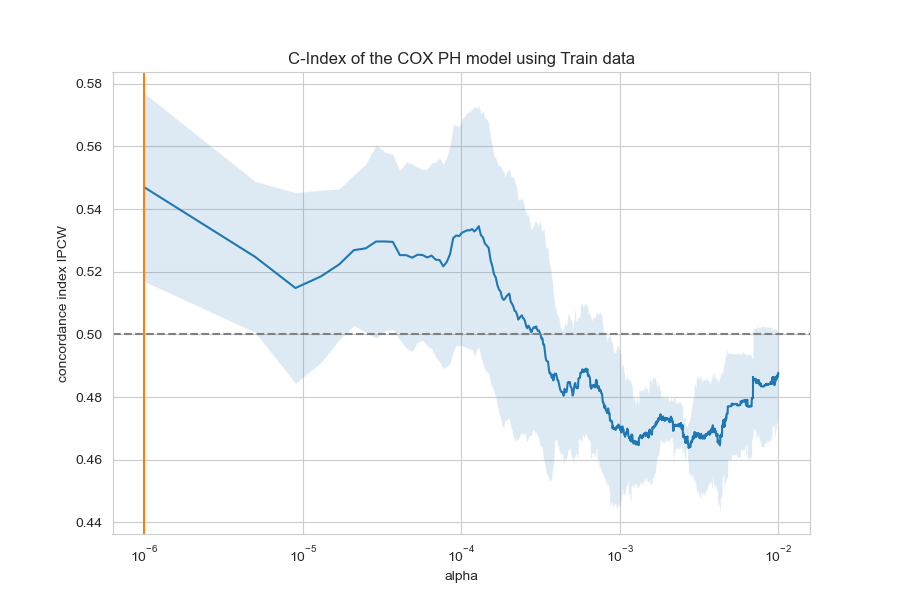 C-Index of the COX PH model using Train data
concordance index IPCW
0.58
0.56
0.54
0.52
0.50
0.48
0.46
0.44
10⁻⁶ 10⁻⁵ 10⁻⁴ 10⁻³ 10⁻²
alpha